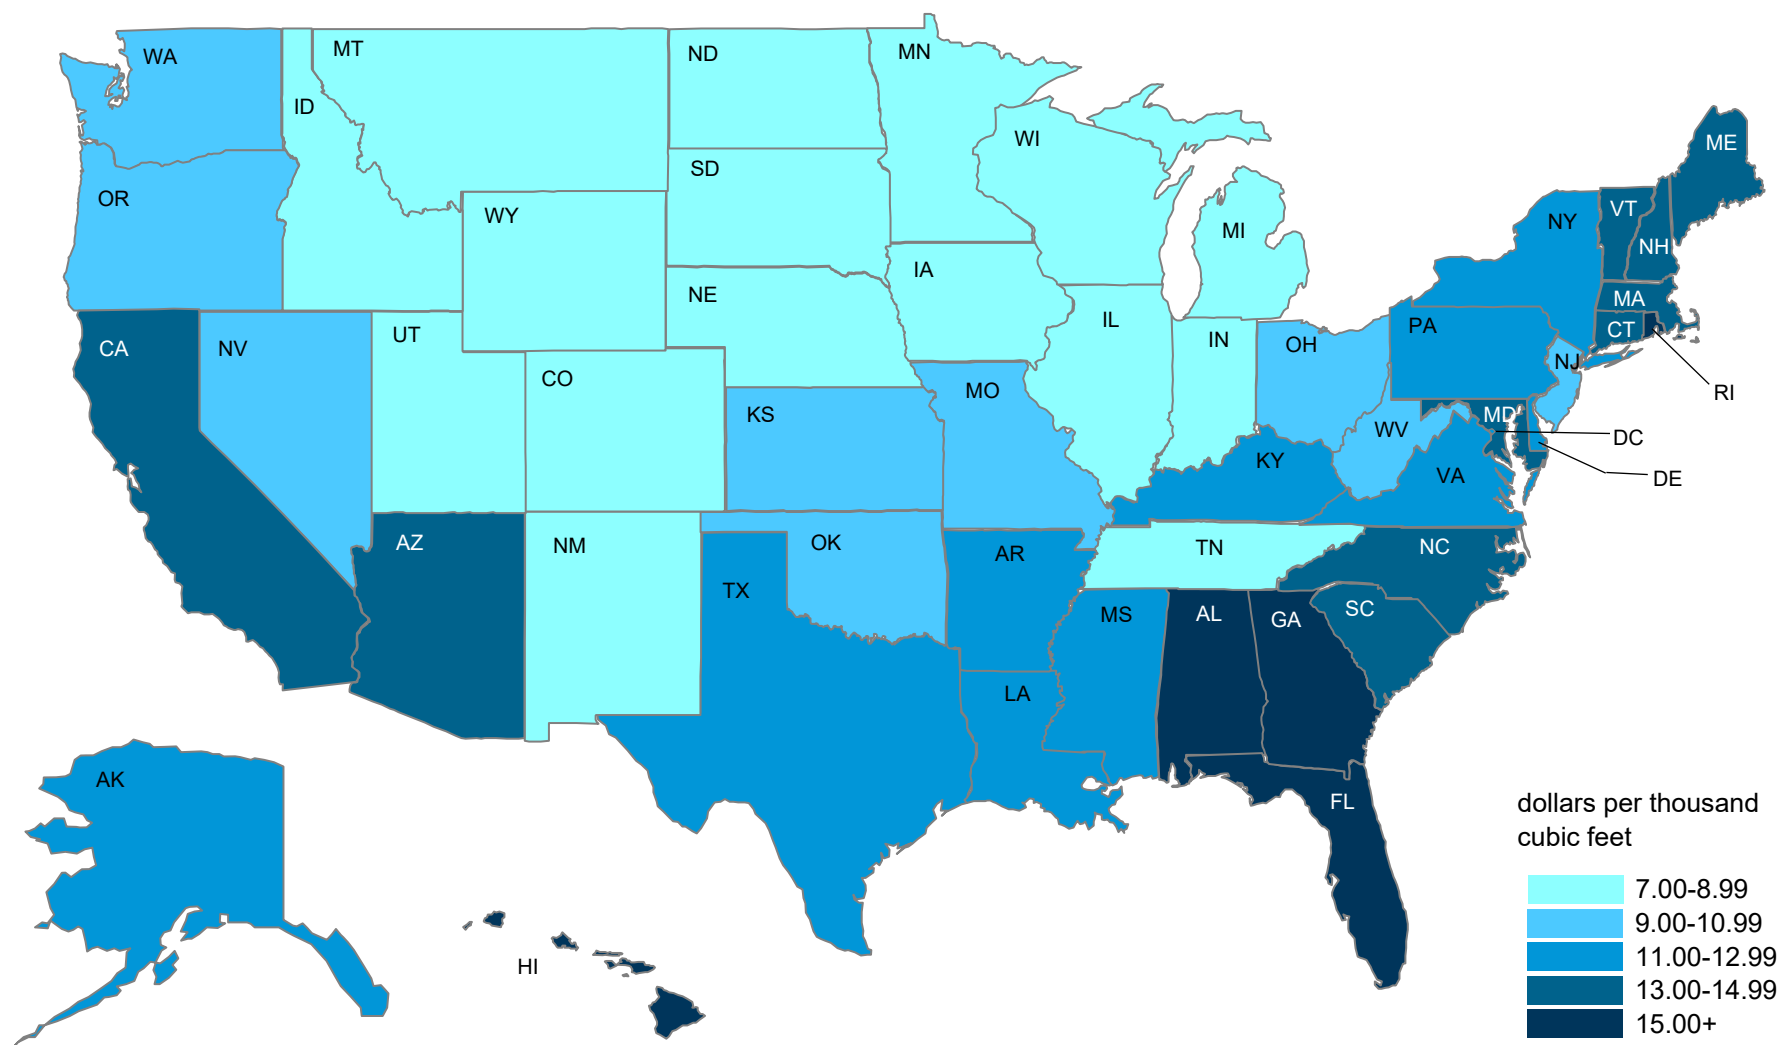 WA
MT
ND
MN
ID
WI
ME
SD
OR
WY
VT
NY
MI
NH
IA
NE
MA
IL
PA
CT
UT
IN
OH
CA
NV
NJ
CO
MO
RI
KS
MD
WV
DC
KY
VA
DE
AZ
NM
OK
AR
TN
NC
TX
MS
AL
GA
SC
LA
AK
FL
HI
dollars per thousand
cubic feet
7.00-8.99
9.00-10.99
11.00-12.99
13.00-14.99
15.00+